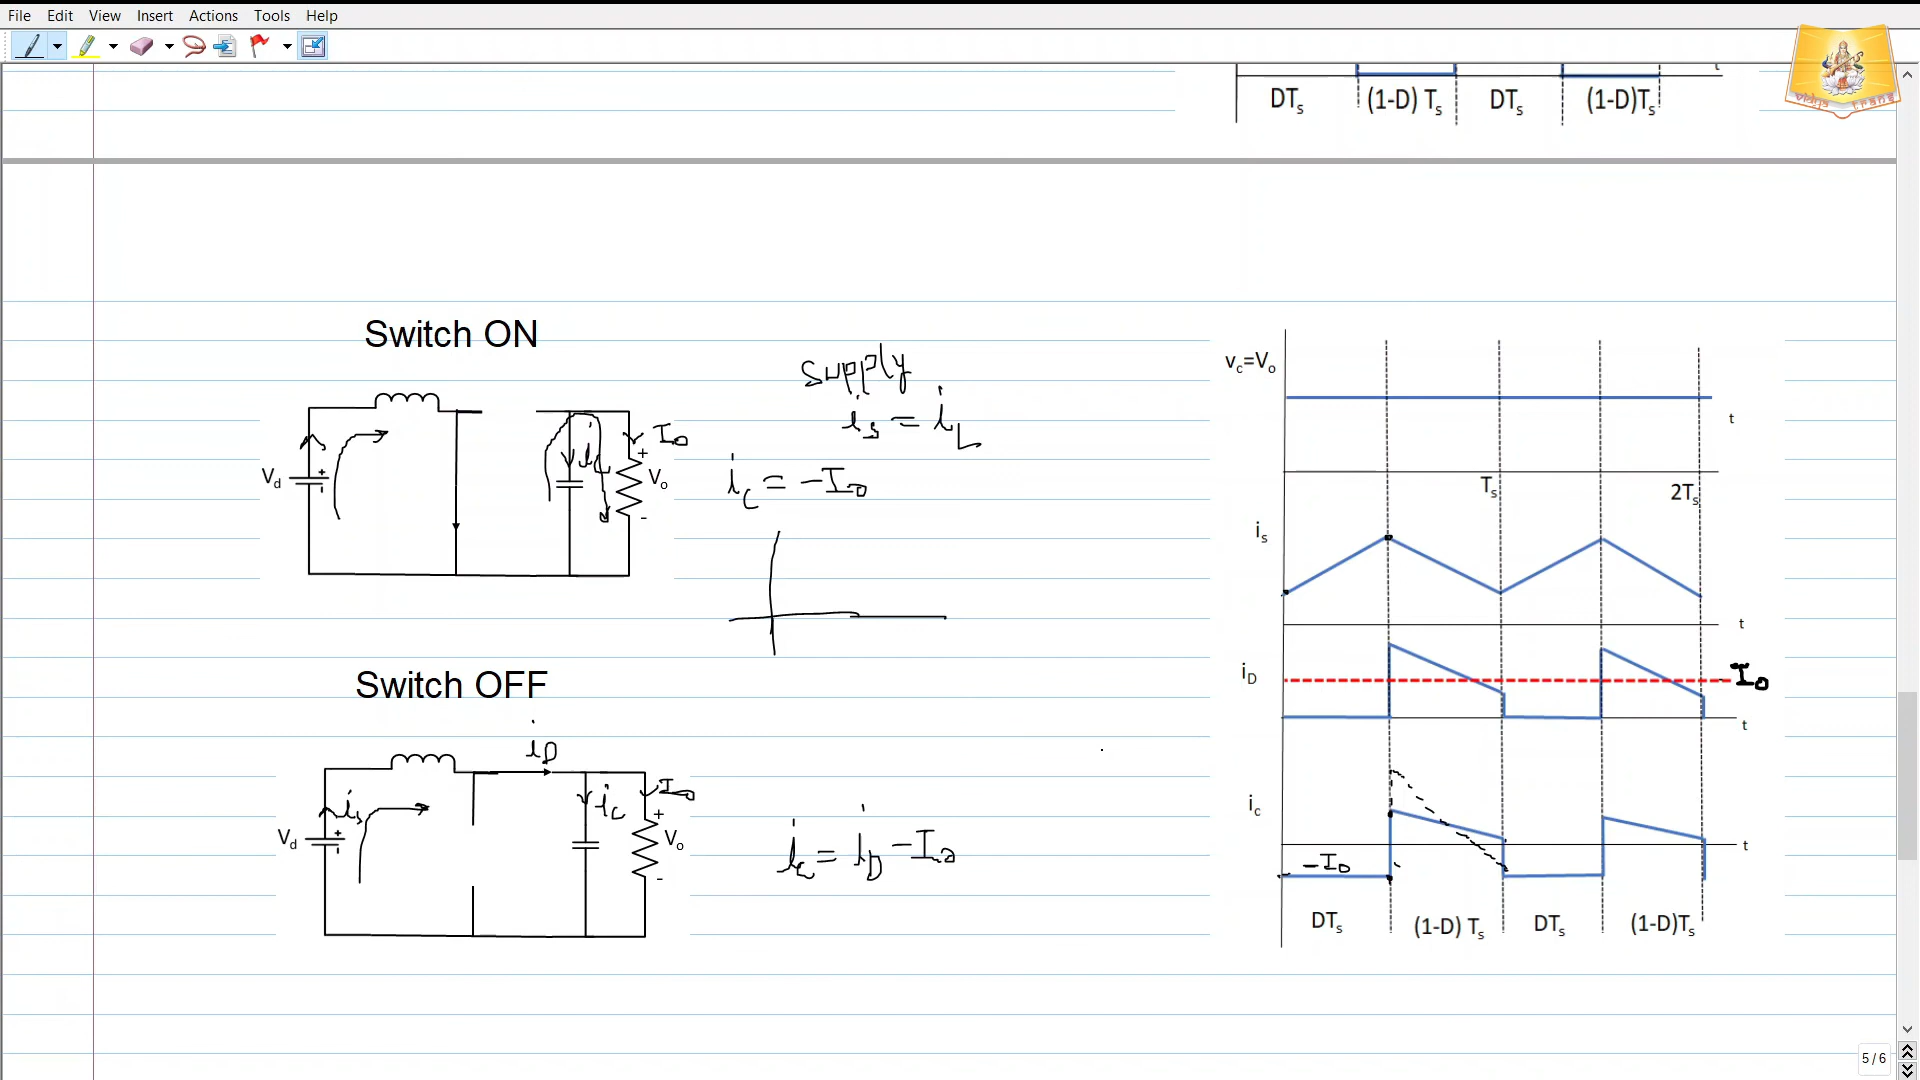 File Edit View Insert Actions Tools Help
t
DTs (1-D) Ts DTs (1-D)Ts
Switch ON
Vd
+
-
ic
Io
+
Vo
-
supply
is = iL
ic = -Io
Switch OFF
iD
is
Vd
+
-
ic
Io
+
Vo
-
ic = iD - Io
vc=Vo
t
Ts 2Ts
is
t
iD
Io
t
ic
t
-Io
DTs (1-D) Ts DTs (1-D)Ts
5 / 6